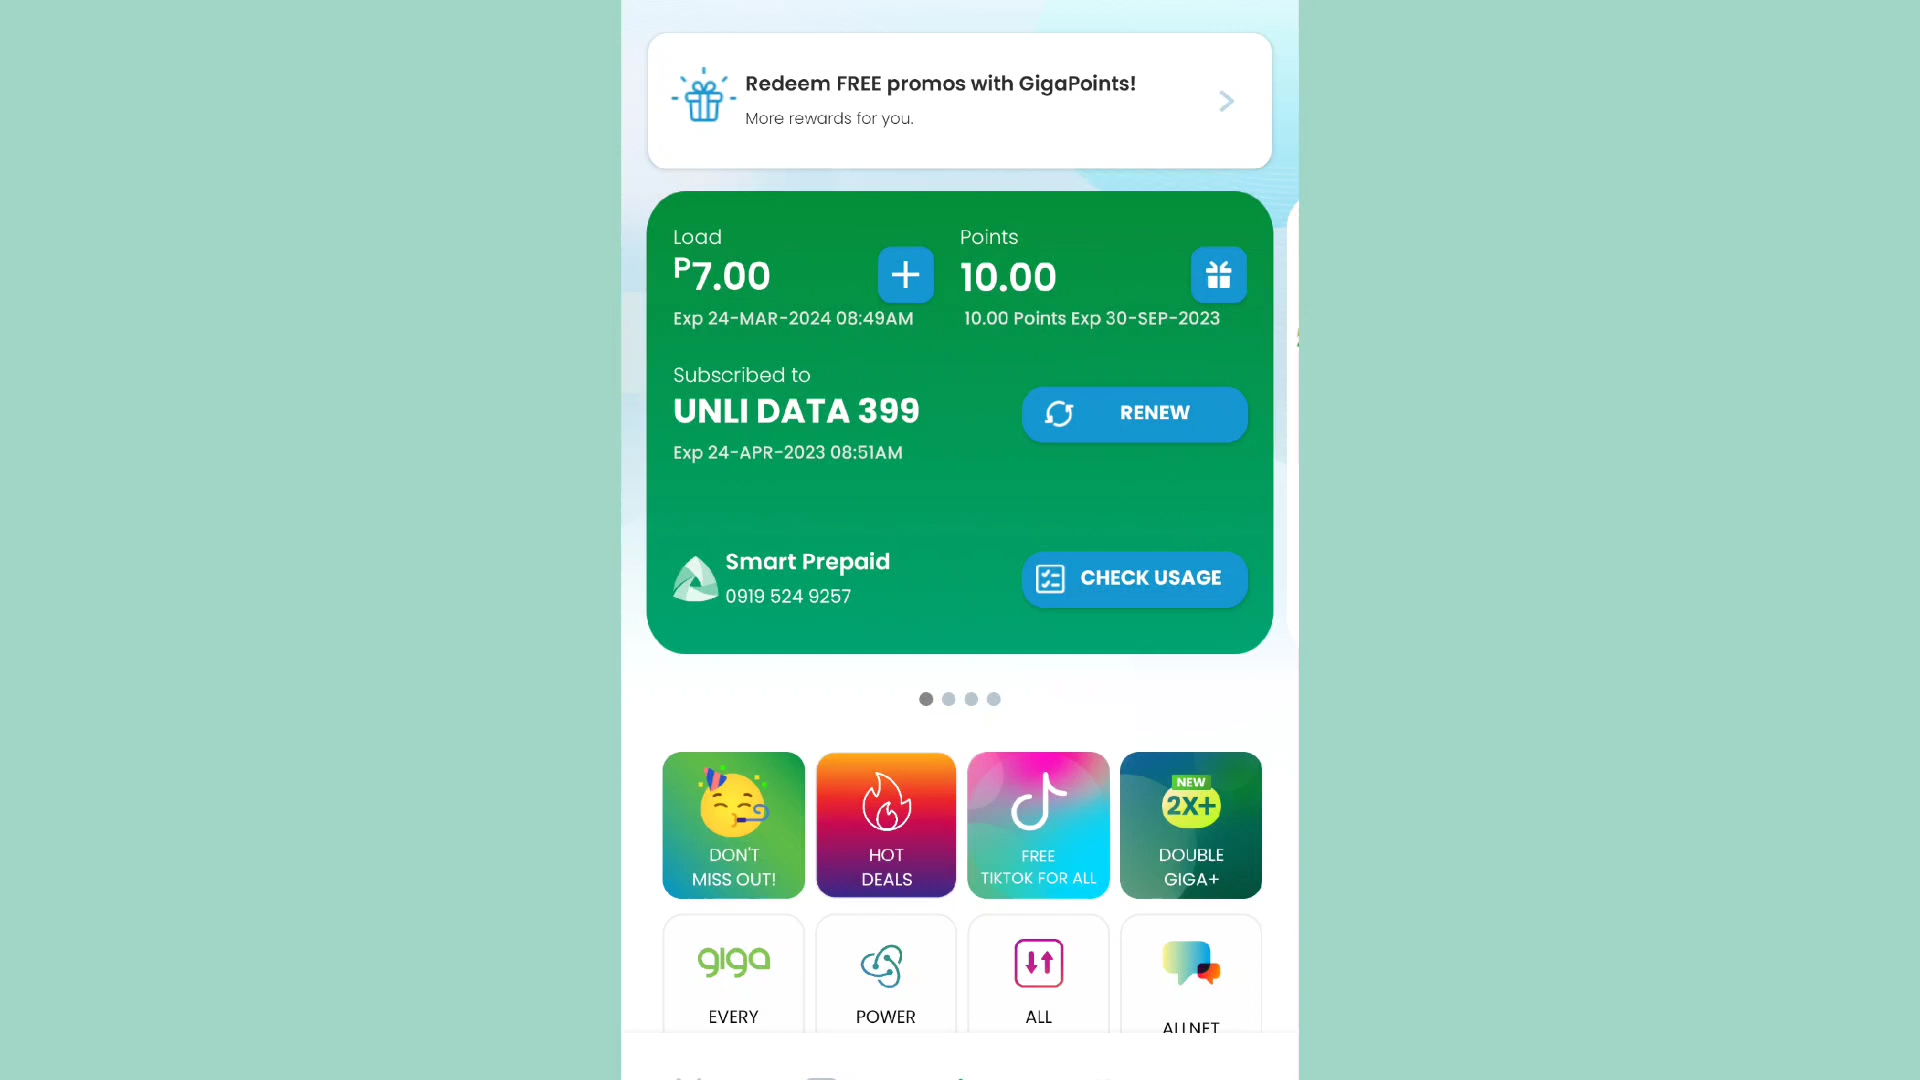 Redeem FREE promos with GigaPoints!
More rewards for you.
Load
₱7.00
Exp 24-MAR-2024 08:49AM
Points
10.00
10.00 Points Exp 30-SEP-2023
Subscribed to
UNLI DATA 399
Exp 24-APR-2023 08:51AM
RENEW
Smart Prepaid
0919 524 9257
CHECK USAGE
DON'T
MISS OUT!
HOT
DEALS
FREE
TIKTOK FOR ALL
NEW
2X+
DOUBLE
GIGA+
giga
EVERY
POWER
ALL
ALLNET